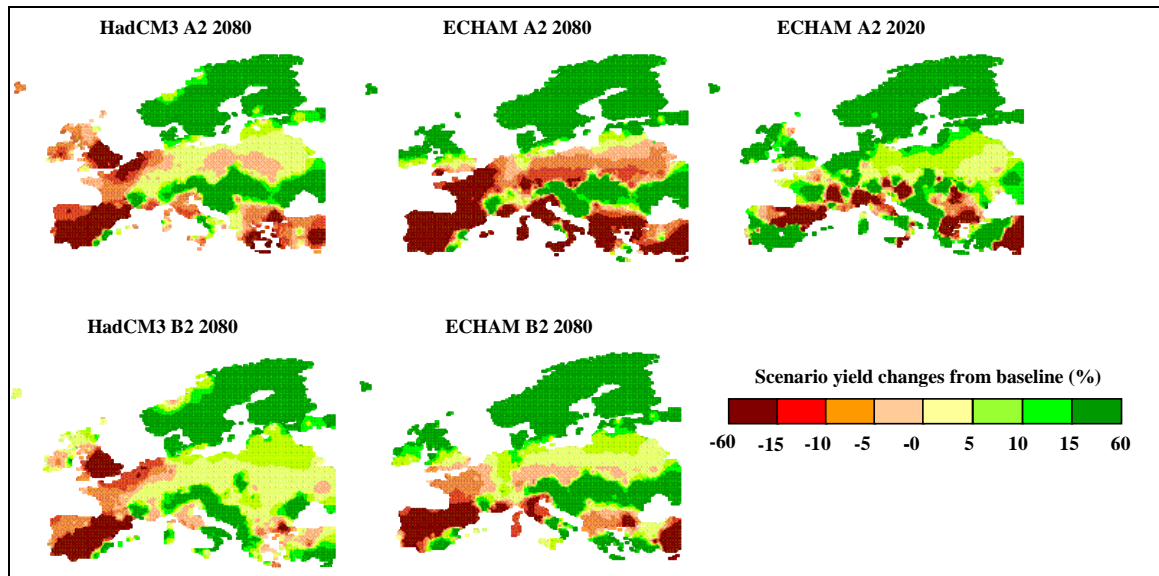 HadCM3 A2 2080
ECHAM A2 2080
ECHAM A2 2020
HadCM3 B2 2080
ECHAM B2 2080
Scenario yield changes from baseline (%)
-60 -15 -10 -5 -0 5 10 15 60